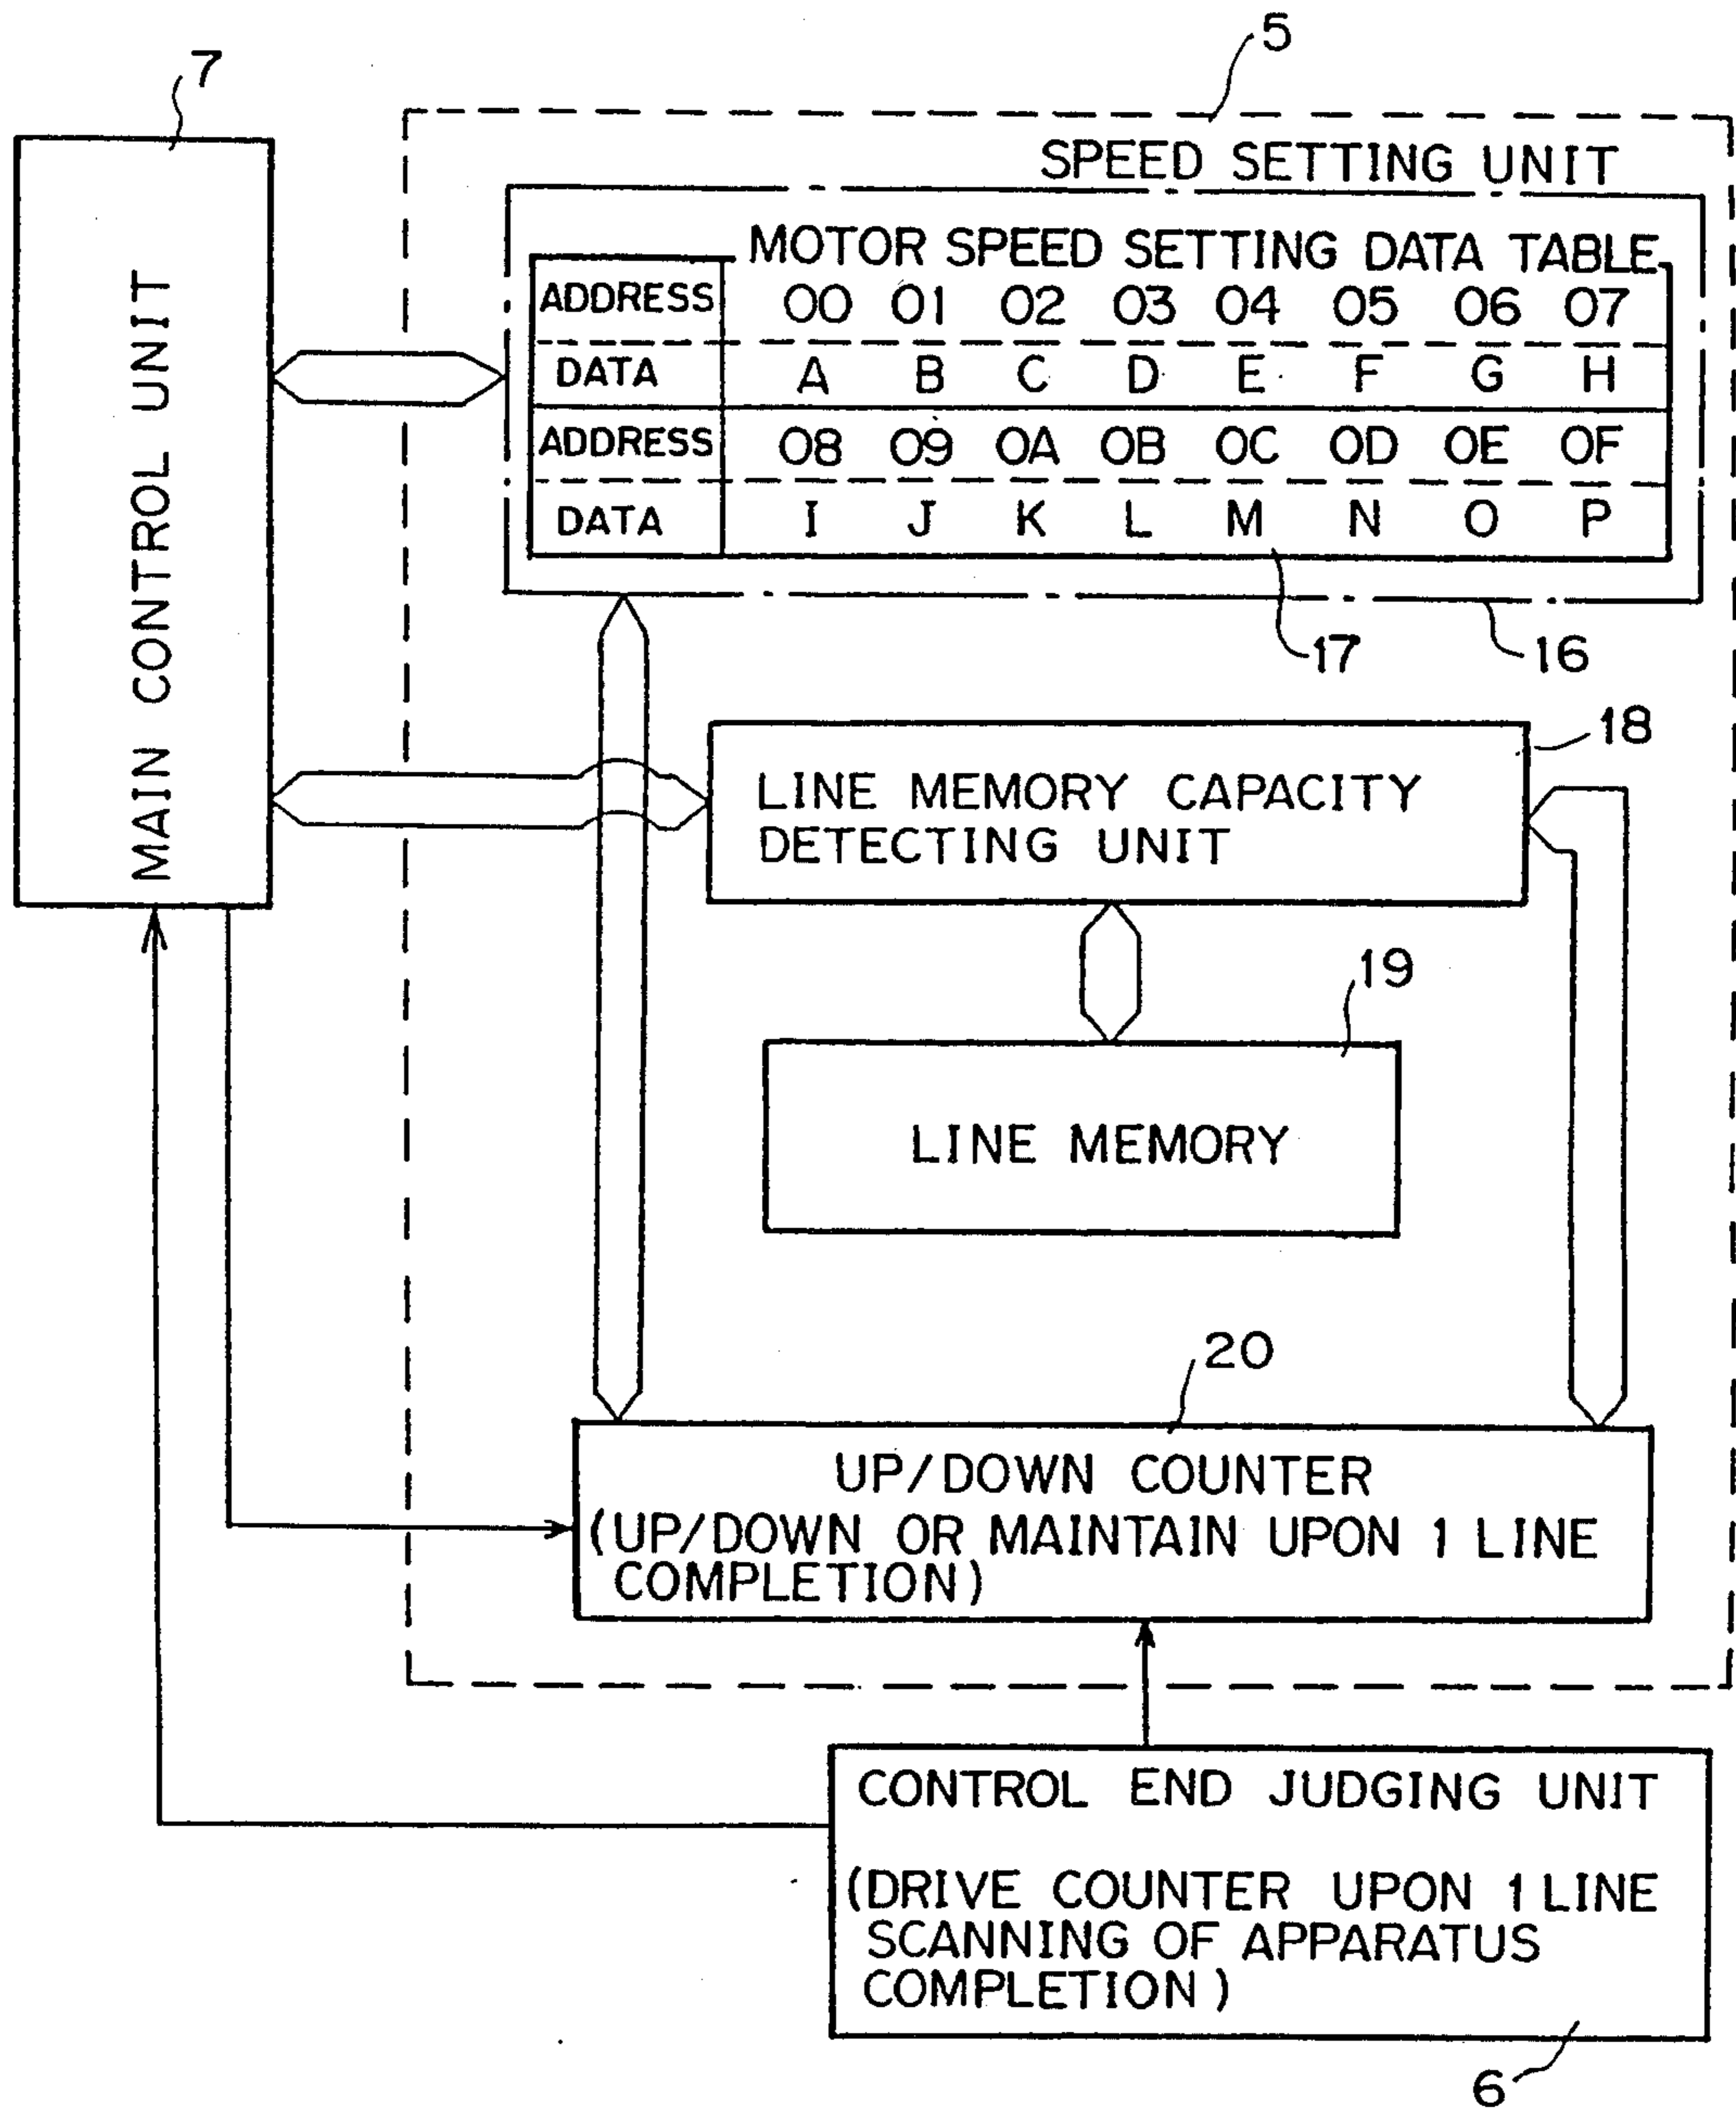 5
7
SPEED SETTING UNIT
MAIN CONTROL UNIT
MOTOR SPEED SETTING DATA TABLE
ADDRESS 00 01 02 03 04 05 06 07
DATA A B C D E F G H
ADDRESS 08 09 0A 0B 0C 0D 0E 0F
DATA I J K L M N O P
17
16
18
LINE MEMORY CAPACITY
DETECTING UNIT
19
LINE MEMORY
20
UP/DOWN COUNTER
(UP/DOWN OR MAINTAIN UPON 1 LINE
COMPLETION)
CONTROL END JUDGING UNIT
(DRIVE COUNTER UPON 1 LINE
SCANNING OF APPARATUS
COMPLETION)
6